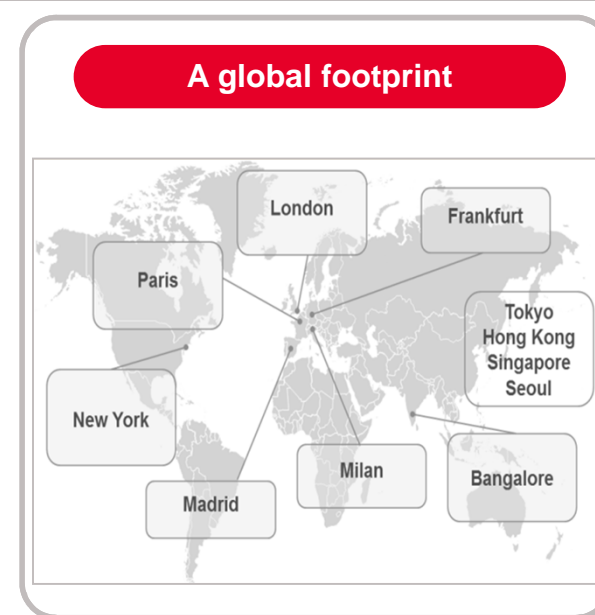 A global footprint
London
Frankfurt
Paris
Tokyo
Hong Kong
Singapore
Seoul
New York
Milan
Bangalore
Madrid